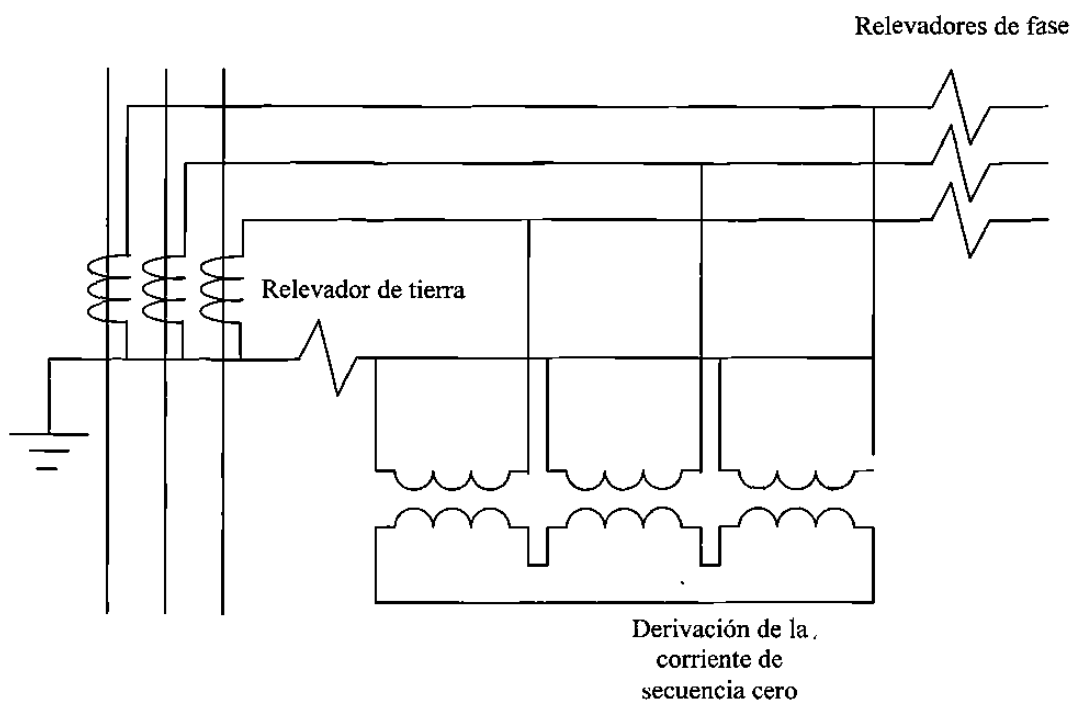 Relevadores de fase
Relevador de tierra
Derivación de la
corriente de
secuencia cero